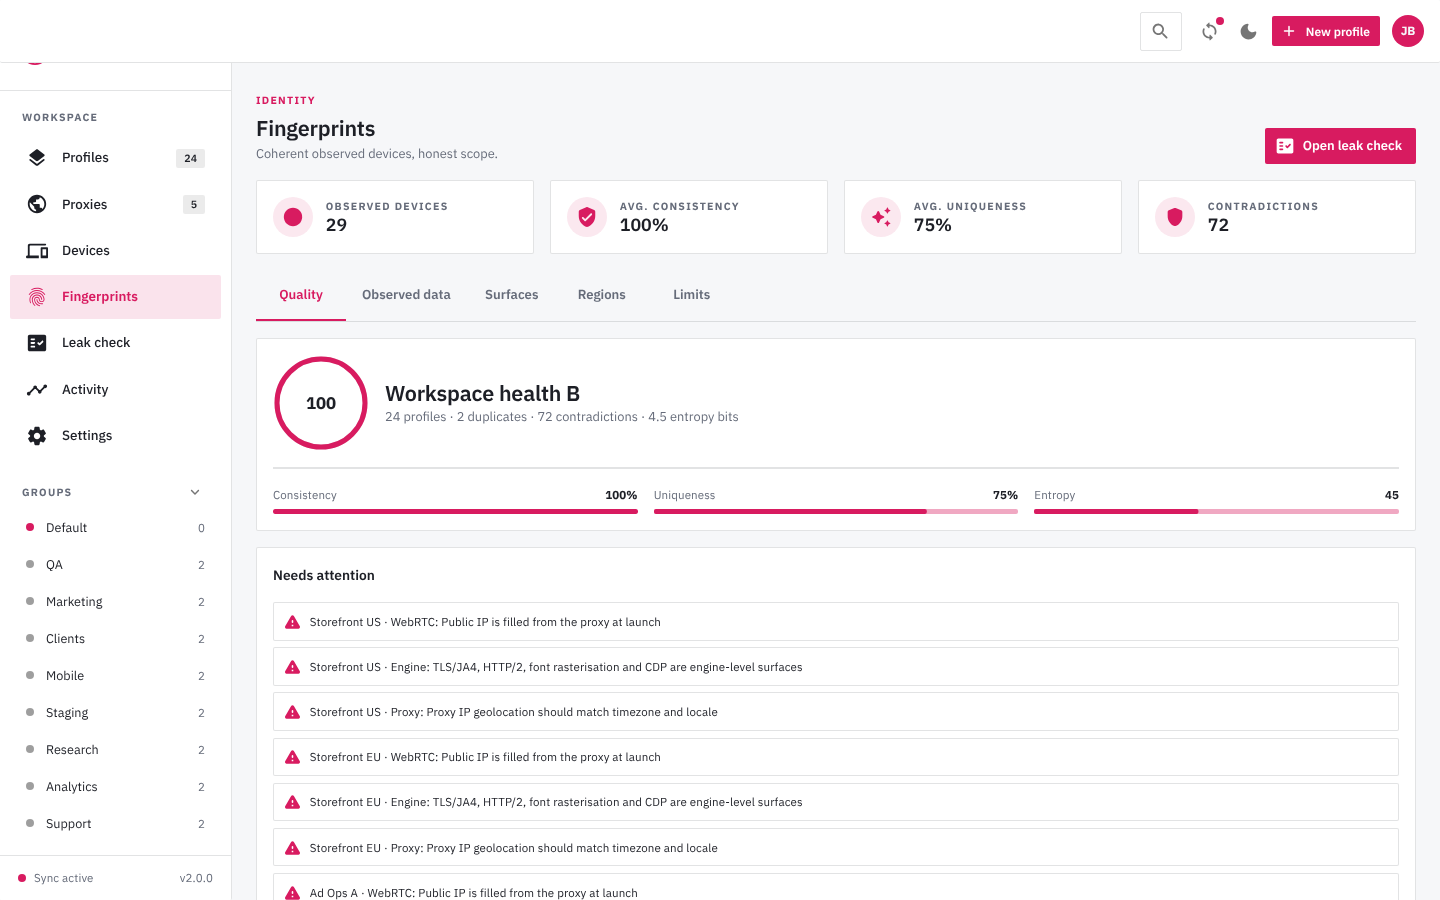 New profile
JB
WORKSPACE
Profiles 24
Proxies 5
Devices
Fingerprints
Leak check
Activity
Settings
GROUPS
Default 0
QA 2
Marketing 2
Clients 2
Mobile 2
Staging 2
Research 2
Analytics 2
Support 2
Sync active v2.0.0
IDENTITY
Fingerprints
Coherent observed devices, honest scope.
Open leak check
OBSERVED DEVICES
29
AVG. CONSISTENCY
100%
AVG. UNIQUENESS
75%
CONTRADICTIONS
72
Quality Observed data Surfaces Regions Limits
100
Workspace health B
24 profiles · 2 duplicates · 72 contradictions · 4.5 entropy bits
Consistency 100%
Uniqueness 75%
Entropy 45
Needs attention
Storefront US · WebRTC: Public IP is filled from the proxy at launch
Storefront US · Engine: TLS/JA4, HTTP/2, font rasterisation and CDP are engine-level surfaces
Storefront US · Proxy: Proxy IP geolocation should match timezone and locale
Storefront EU · WebRTC: Public IP is filled from the proxy at launch
Storefront EU · Engine: TLS/JA4, HTTP/2, font rasterisation and CDP are engine-level surfaces
Storefront EU · Proxy: Proxy IP geolocation should match timezone and locale
Ad Ops A · WebRTC: Public IP is filled from the proxy at launch